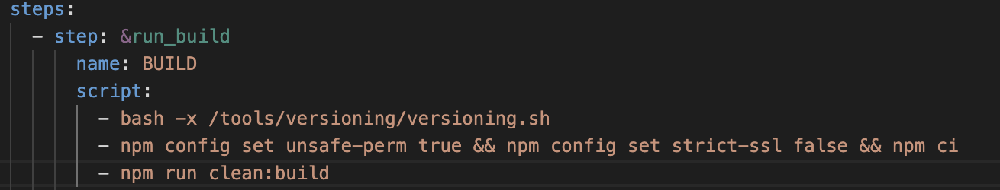 steps:
- step: &run_build
name: BUILD
script:
- bash -x /tools/versioning/versioning.sh
- npm config set unsafe-perm true && npm config set strict-ssl false && npm ci
- npm run clean:build